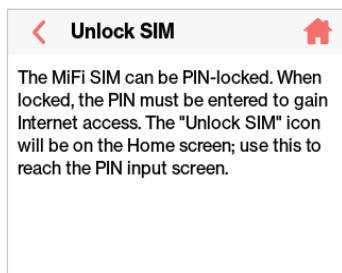 Unlock SIM
The MiFi SIM can be PIN-locked. When
locked, the PIN must be entered to gain
Internet access. The "Unlock SIM" icon
will be on the Home screen; use this to
reach the PIN input screen.